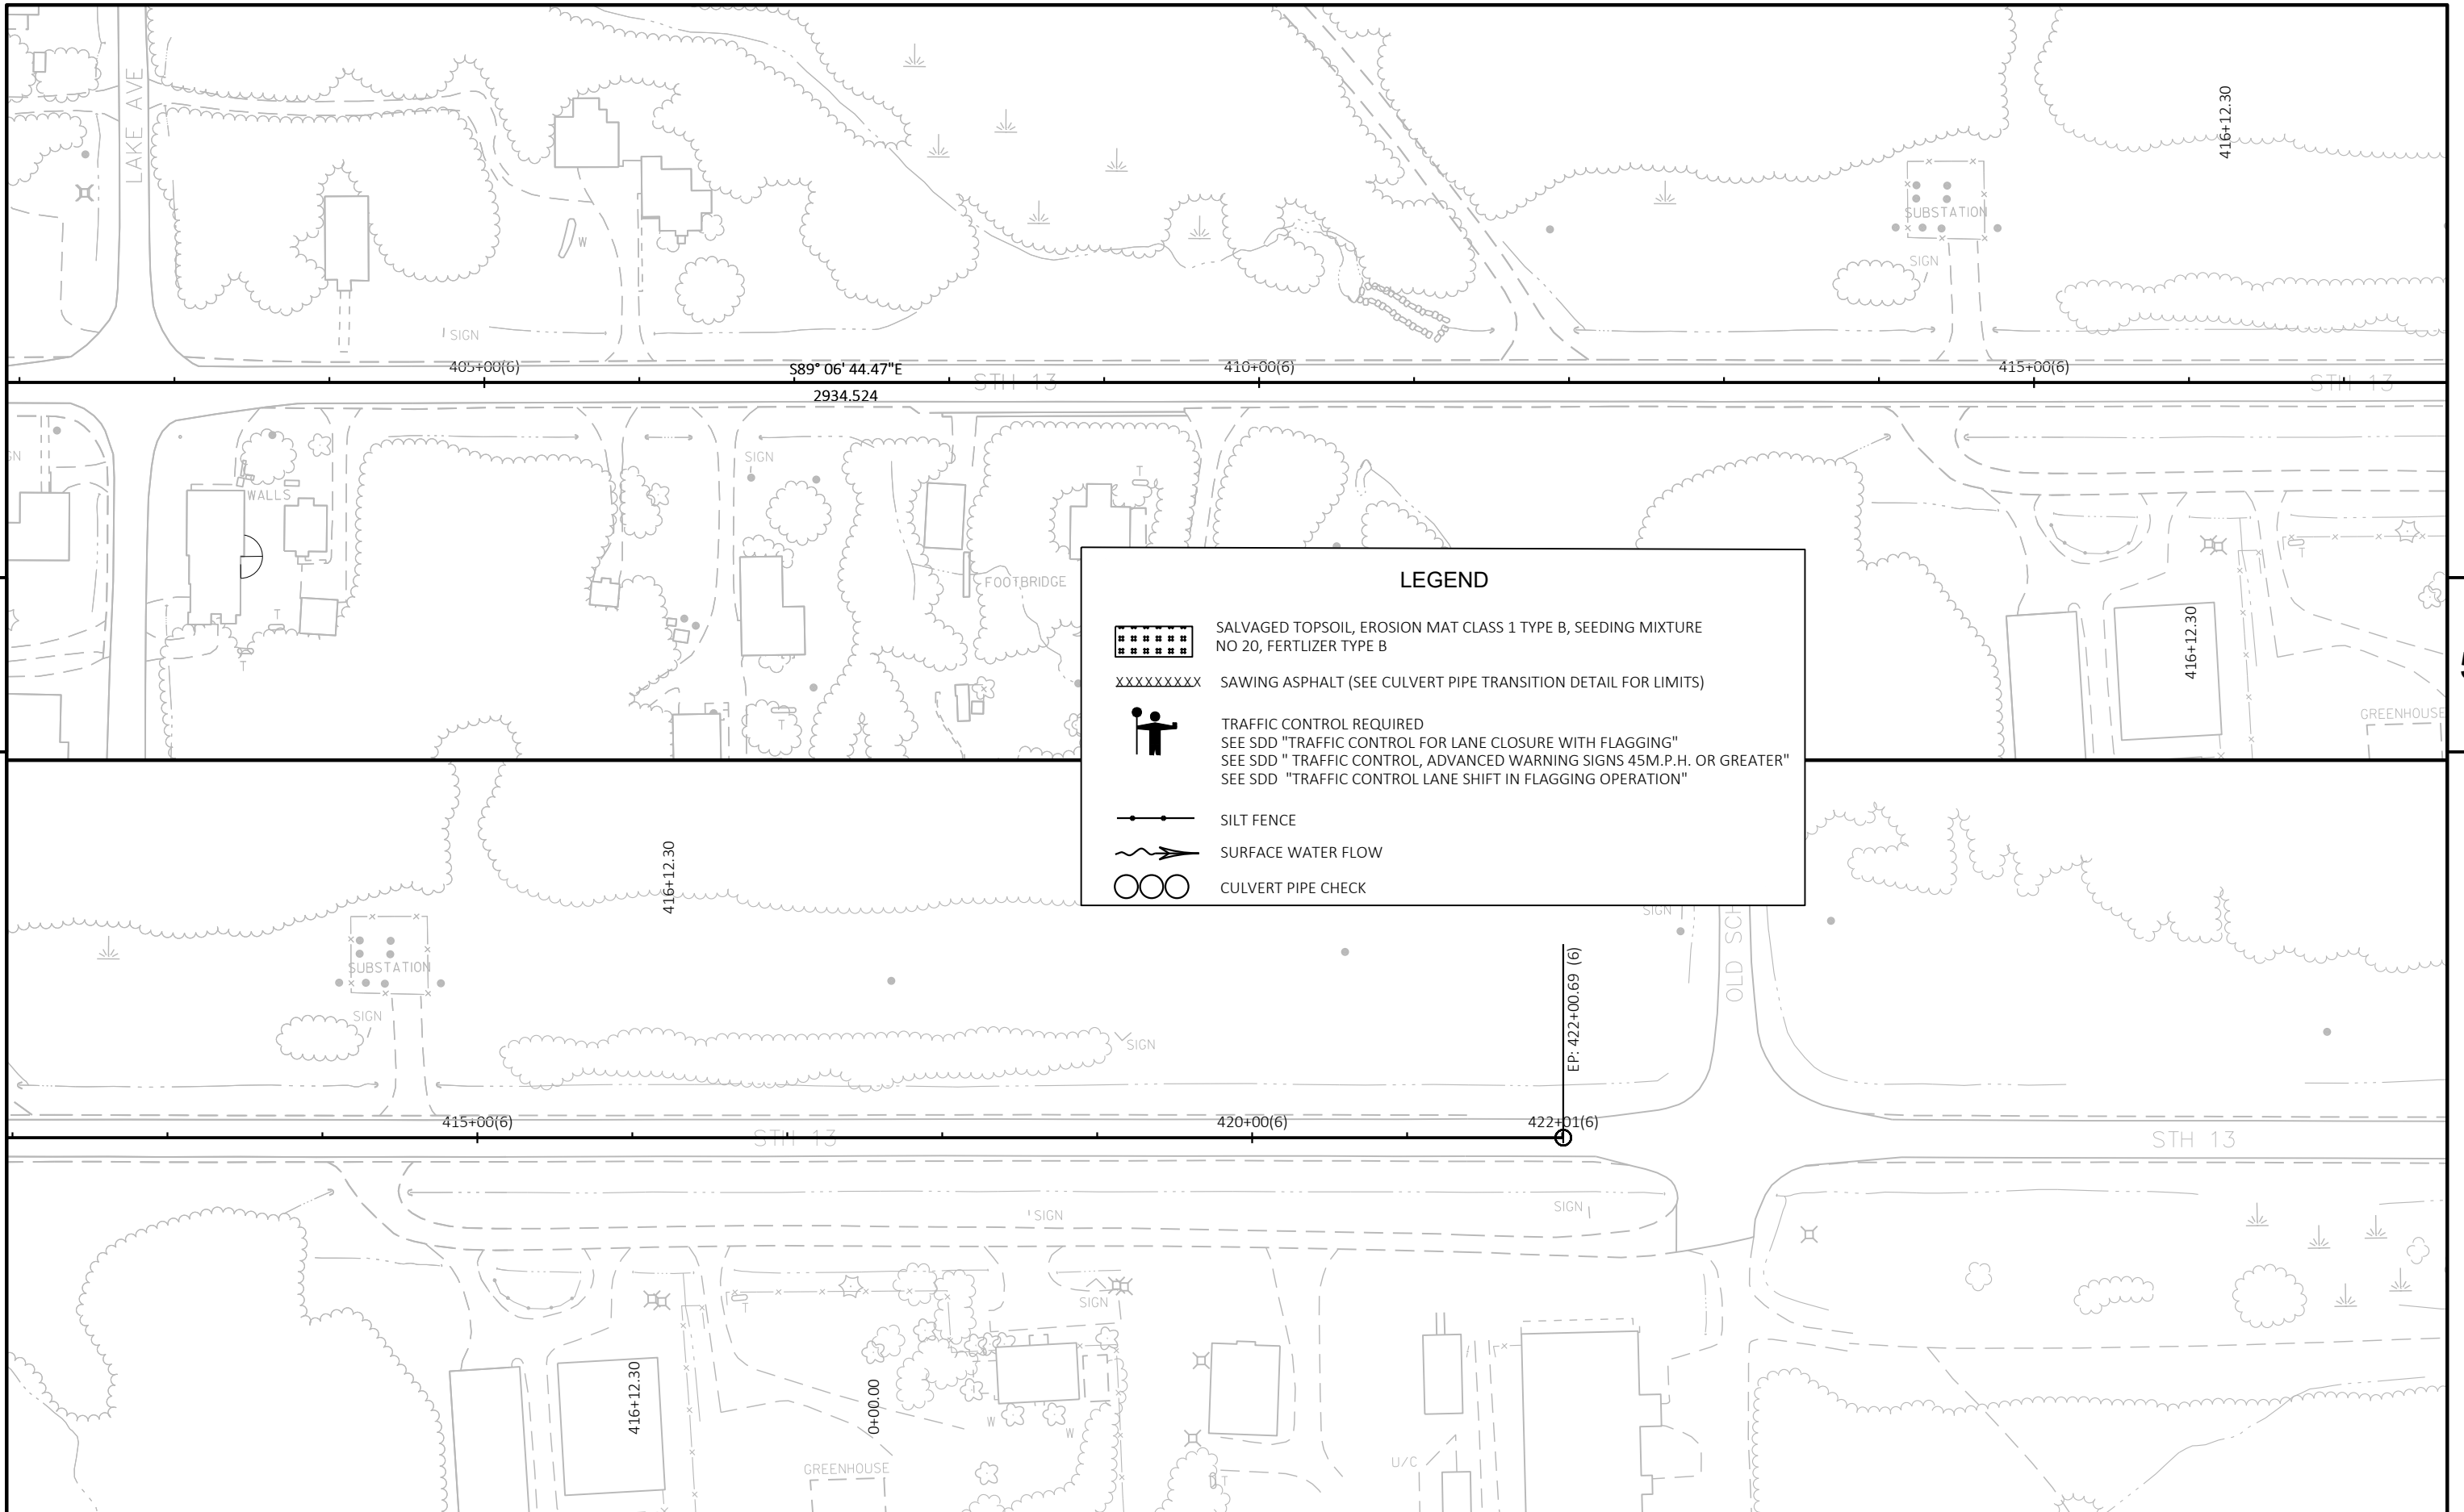 LAKE AVE
416+12.30
SUBSTATION
W
SIGN
SIGN
405+00(6)
S89° 06' 44.47"E
410+00(6)
415+00(6)
STH 13
STH 13
2934.524
SIGN
WALLS
T
T
T
T
T
FOOTBRIDGE
416+12.30
GREENHOUSE
LEGEND
SALVAGED TOPSOIL, EROSION MAT CLASS 1 TYPE B, SEEDING MIXTURE
NO 20, FERTLIZER TYPE B
XXXXXXXXX SAWING ASPHALT (SEE CULVERT PIPE TRANSITION DETAIL FOR LIMITS)
TRAFFIC CONTROL REQUIRED
SEE SDD "TRAFFIC CONTROL FOR LANE CLOSURE WITH FLAGGING"
SEE SDD " TRAFFIC CONTROL, ADVANCED WARNING SIGNS 45M.P.H. OR GREATER"
SEE SDD "TRAFFIC CONTROL LANE SHIFT IN FLAGGING OPERATION"
SILT FENCE
SURFACE WATER FLOW
CULVERT PIPE CHECK
416+12.30
SUBSTATION
SIGN
SIGN
SIGN
OLD SCH
EP: 422+00.69 (6)
415+00(6)
420+00(6)
422+01(6)
STH 13
STH 13
SIGN
SIGN
T
SIGN
416+12.30
0+00.00
W
W
GREENHOUSE
U/C
T